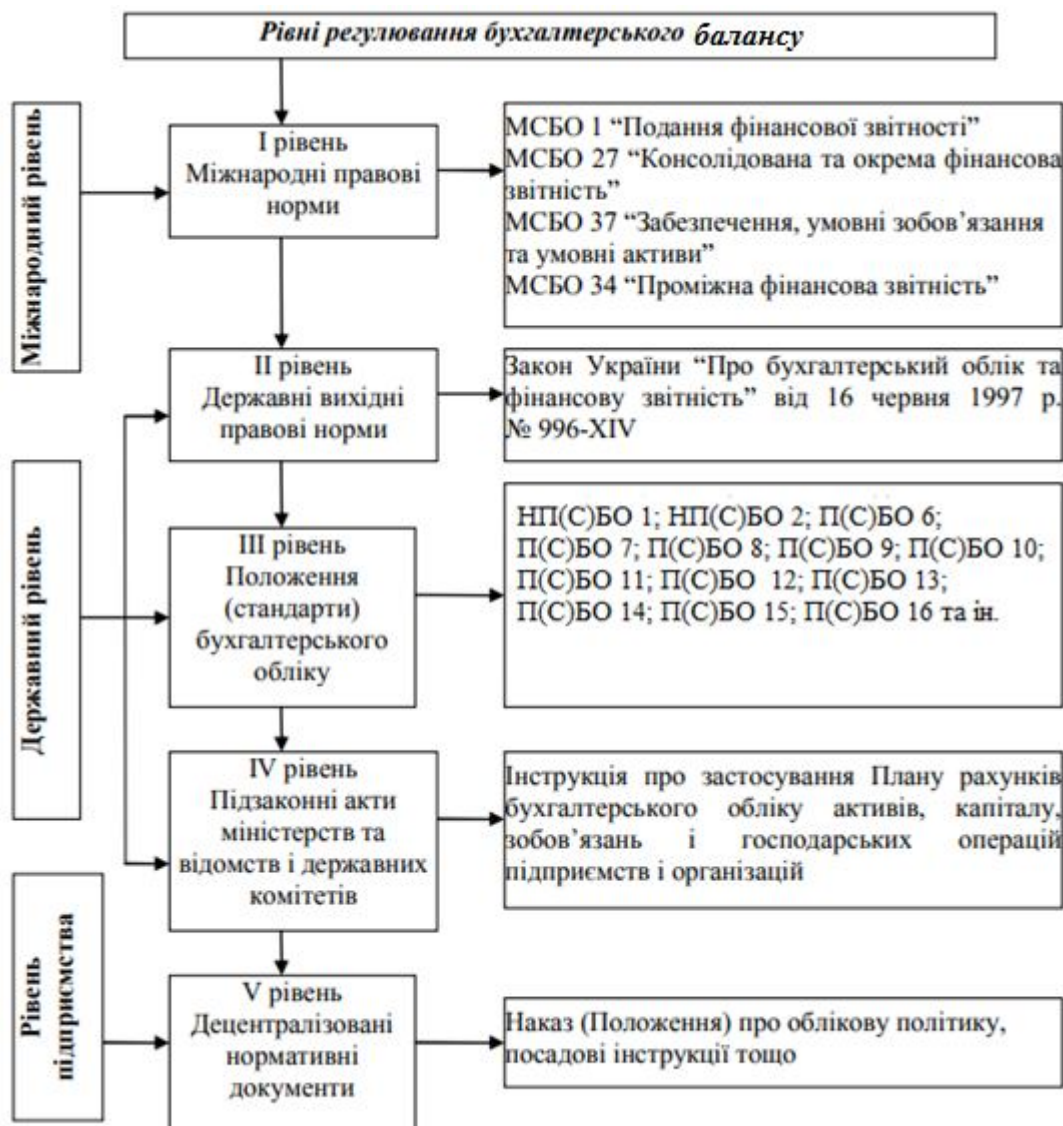 Рівні регулювання бухгалтерського балансу
Міжнародний рівень
І рівень
Міжнародні правові
норми
МСБО 1 “Подання фінансової звітності”
МСБО 27 “Консолідована та окрема фінансова
звітність”
МСБО 37 “Забезпечення, умовні зобов’язання
та умовні активи”
МСБО 34 “Проміжна фінансова звітність”
Державний рівень
ІІ рівень
Державні вихідні
правові норми
Закон України “Про бухгалтерський облік та
фінансову звітність” від 16 червня 1997 р.
№ 996-XIV
ІІІ рівень
Положення
(стандарти)
бухгалтерського
обліку
НП(С)БО 1; НП(С)БО 2; П(С)БО 6;
П(С)БО 7; П(С)БО 8; П(С)БО 9; П(С)БО 10;
П(С)БО 11; П(С)БО 12; П(С)БО 13;
П(С)БО 14; П(С)БО 15; П(С)БО 16 та ін.
IV рівень
Підзаконні акти
міністерств та
відомств і державних
комітетів
Інструкція про застосування Плану рахунків
бухгалтерського обліку активів, капіталу,
зобов’язань і господарських операцій
підприємств і організацій
Рівень
підприємства
V рівень
Децентралізовані
нормативні
документи
Наказ (Положення) про облікову політику,
посадові інструкції тощо